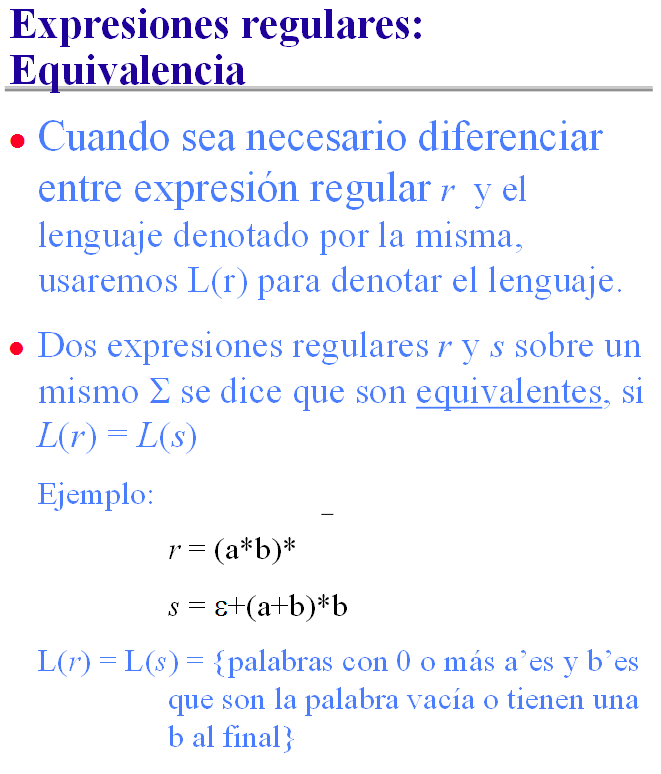 Expresiones regulares:
Equivalencia
• Cuando sea necesario diferenciar
entre expresión regular r y el
lenguaje denotado por la misma,
usaremos L(r) para denotar el lenguaje.
• Dos expresiones regulares r y s sobre un
mismo Σ se dice que son equivalentes, si
L(r) = L(s)
Ejemplo:
r = (a*b)*
s = ε+(a+b)*b
L(r) = L(s) = {palabras con 0 o más a’es y b’es
que son la palabra vacía o tienen una
b al final}